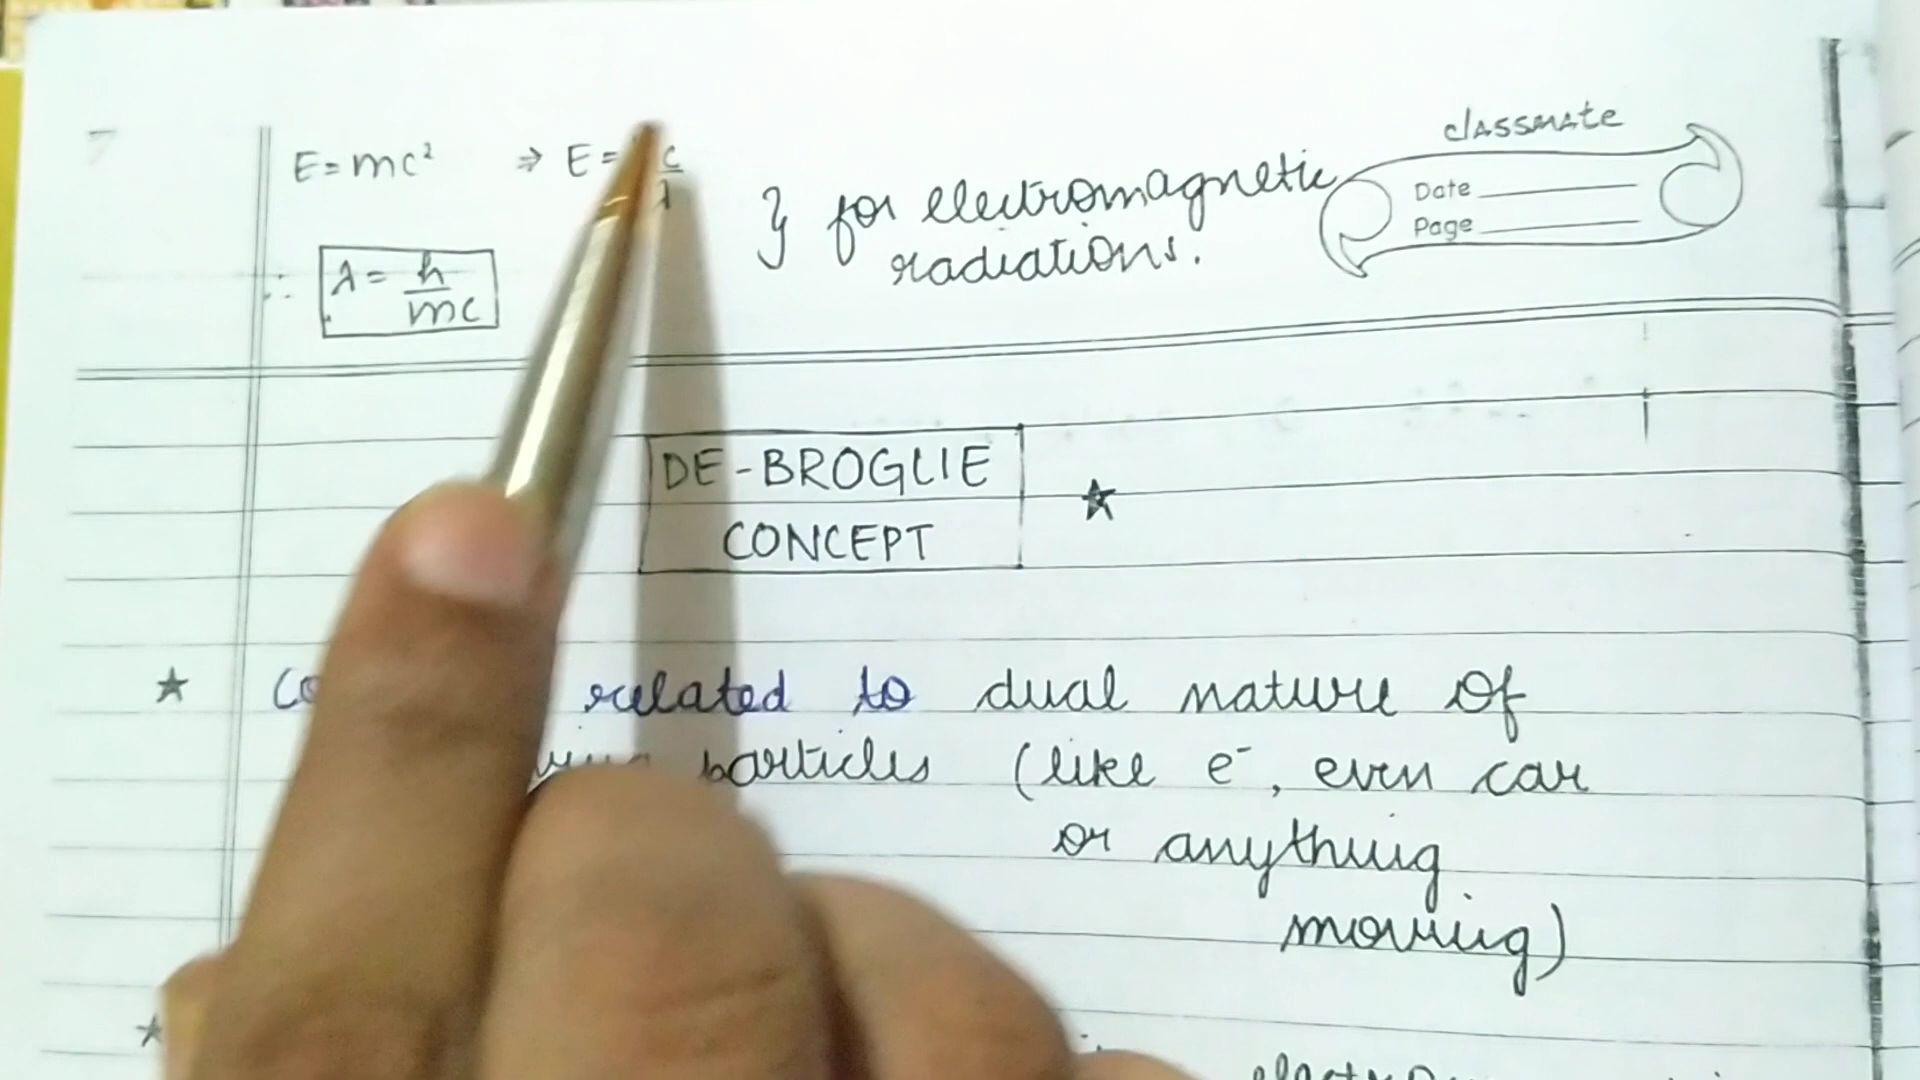 classmate
E=mc² ⇒ E= c
Date
} for electromagnetic
Page
radiations.
∴ λ = h/mc
DE-BROGLIE
CONCEPT
related to dual nature of
particles (like e⁻, even car
or anything
moving)